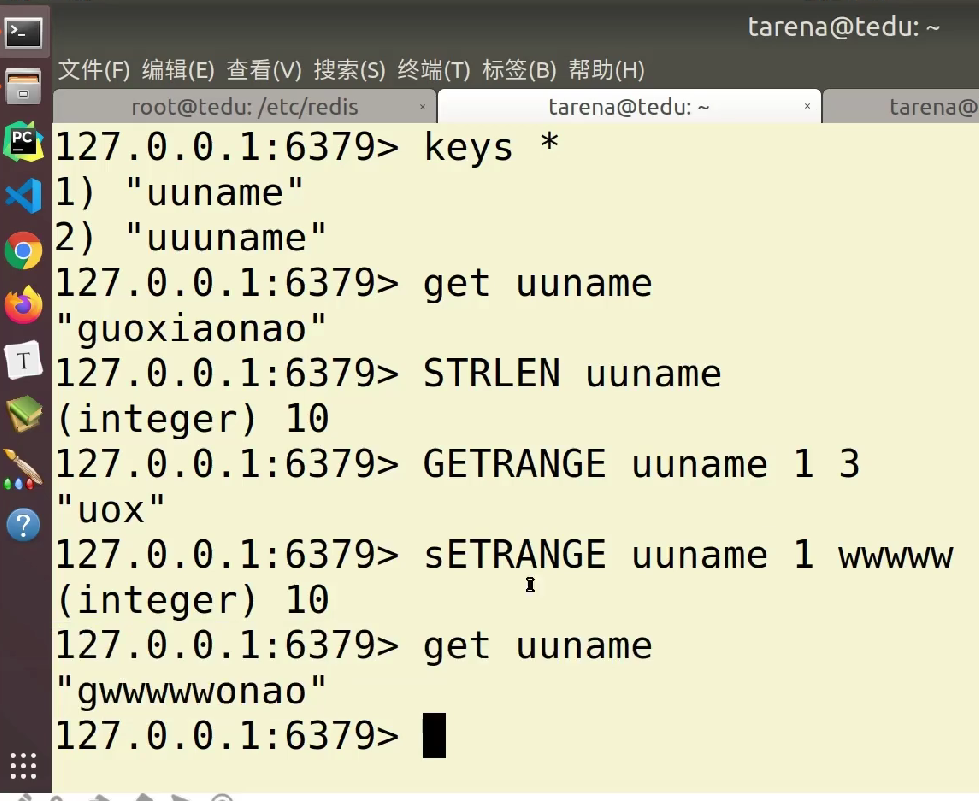 tarena@tedu: ~
文件(F) 编辑(E) 查看(V) 搜索(S) 终端(T) 标签(B) 帮助(H)
root@tedu: /etc/redis × tarena@tedu: ~ × tarena@
127.0.0.1:6379> keys *
1) "uuname"
2) "uuuname"
127.0.0.1:6379> get uuname
"guoxiaonao"
127.0.0.1:6379> STRLEN uuname
(integer) 10
127.0.0.1:6379> GETRANGE uuname 1 3
"uox"
127.0.0.1:6379> sETRANGE uuname 1 wwwww
(integer) 10
127.0.0.1:6379> get uuname
"gwwwwwonao"
127.0.0.1:6379>
PC
T
?